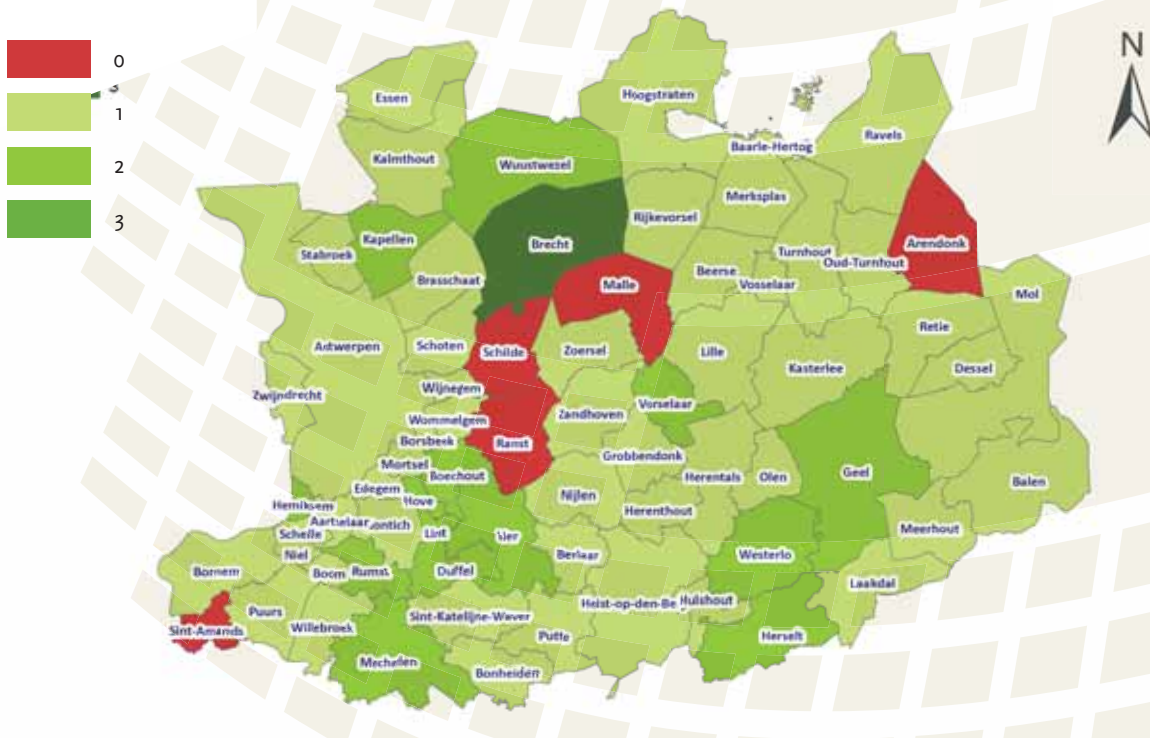 0
1
2
3
N
Hoogstraten
Essen
Ravels
Baarle-Hertog
Kalmthout
Wuustwezel
Merksplas
Rijkevorsel
Kapellen
Brecht
Arendonk
Stabroek
Turnhout
Oud-Turnhout
Beerse
Brasschaat
Malle
Vosselaar
Mol
Retie
Antwerpen
Schoten
Schilde
Zoersel
Lille
Kasterlee
Dessel
Wijnegem
Zwijndrecht
Vorselaar
Zandhoven
Wommelgem
Borsbeek
Ranst
Grobbendonk
Mortsel
Boechout
Herentals
Olen
Geel
Balen
Edegem
Hove
Nijlen
Hemiksem
Herenthout
Aartselaar
Schelle
Lint
Meerhout
Niel
Berlaar
Westerlo
Bornem
Boom
Rumst
Duffel
Laakdal
Hulshout
Heist-op-den-Be
Puurs
Sint-Katelijne-Waver
Sint-Amands
Willebroek
Putte
Herselt
Mechelen
Bonheiden